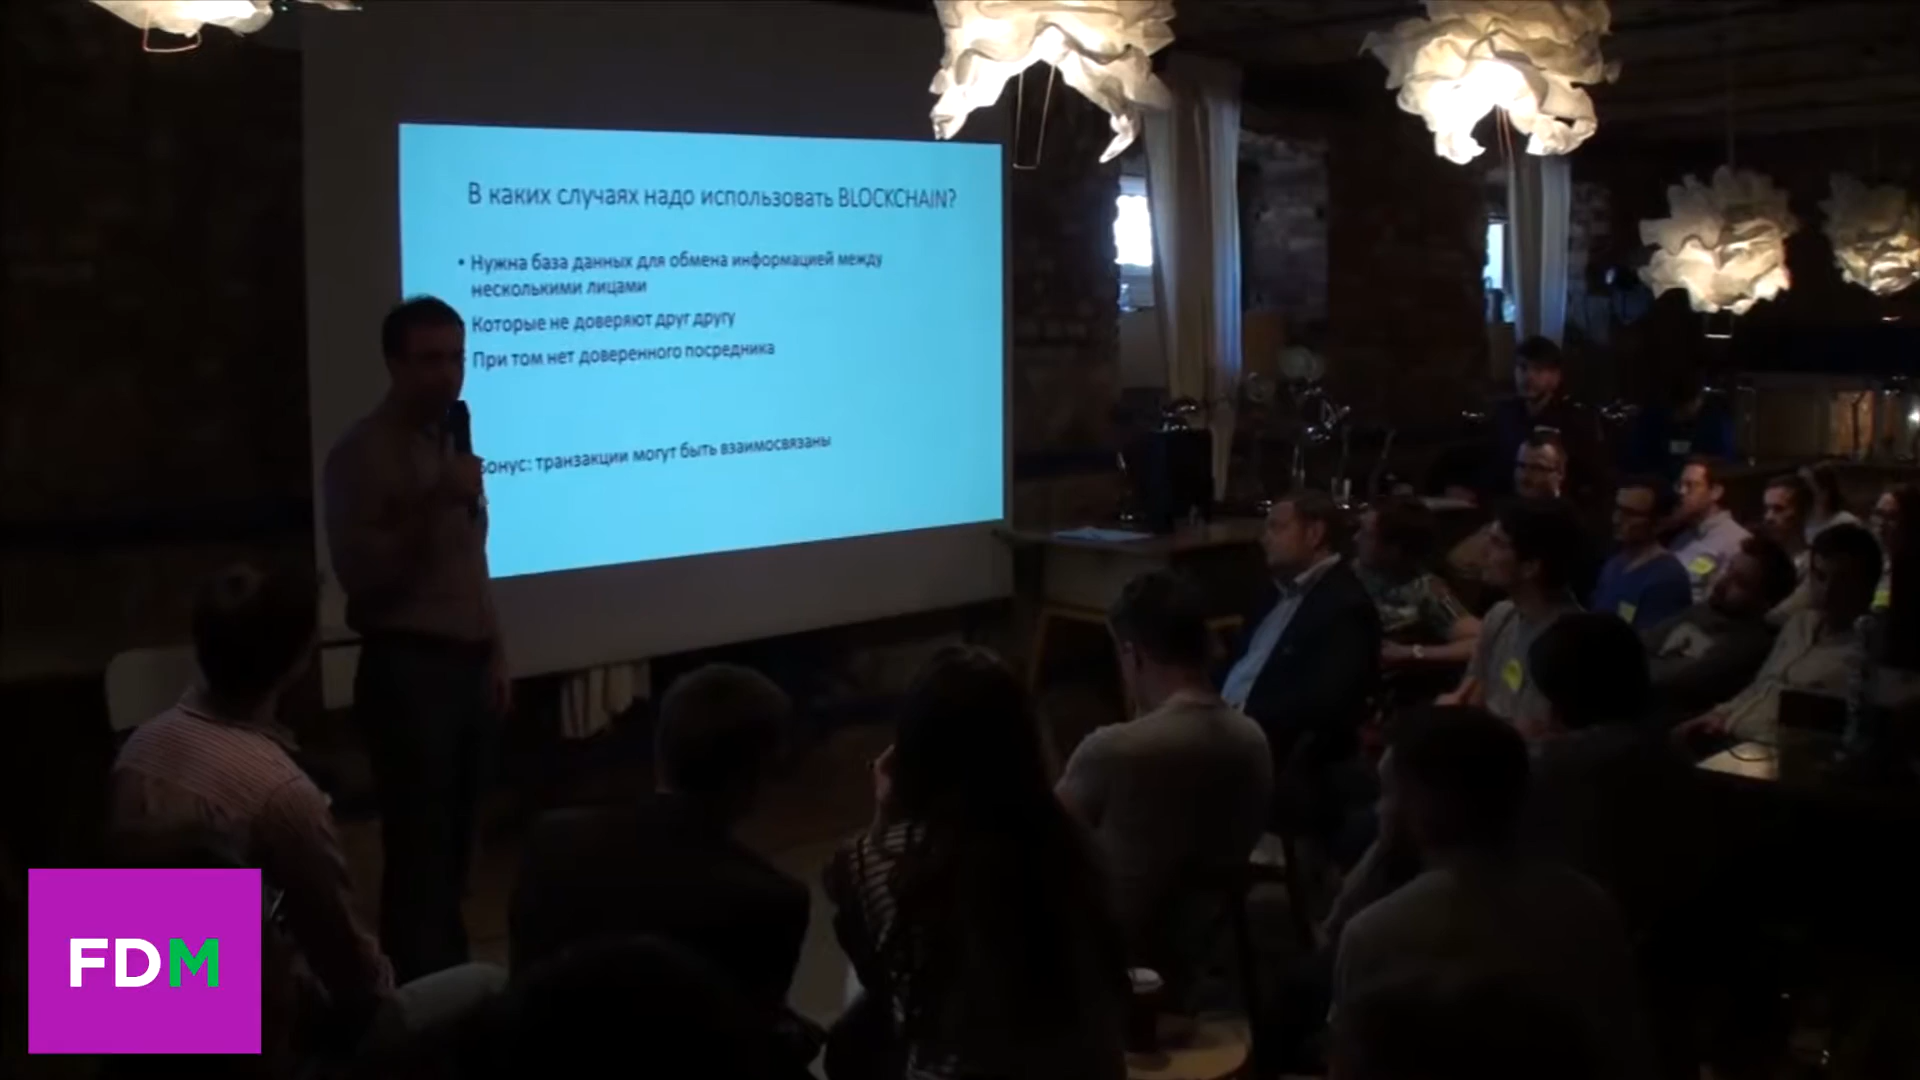 В каких случаях надо использовать BLOCKCHAIN?
• Нужна база данных для обмена информацией между
несколькими лицами
Которые не доверяют друг другу
При том нет доверенного посредника
Бонус: транзакции могут быть взаимосвязаны
FDM